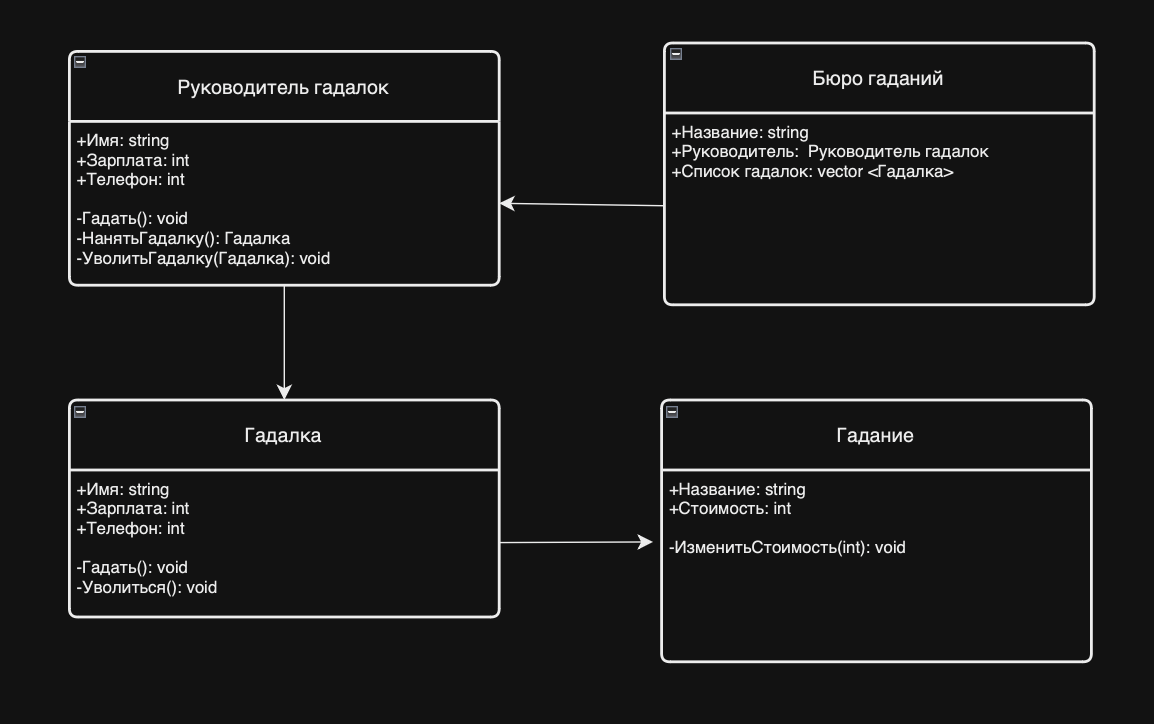 Руководитель гадалок
+Имя: string
+Зарплата: int
+Телефон: int
-Гадать(): void
-НанятьГадалку(): Гадалка
-УволитьГадалку(Гадалка): void
Бюро гаданий
+Название: string
+Руководитель: Руководитель гадалок
+Список гадалок: vector <Гадалка>
Гадалка
+Имя: string
+Зарплата: int
+Телефон: int
-Гадать(): void
-Уволиться(): void
Гадание
+Название: string
+Стоимость: int
-ИзменитьСтоимость(int): void